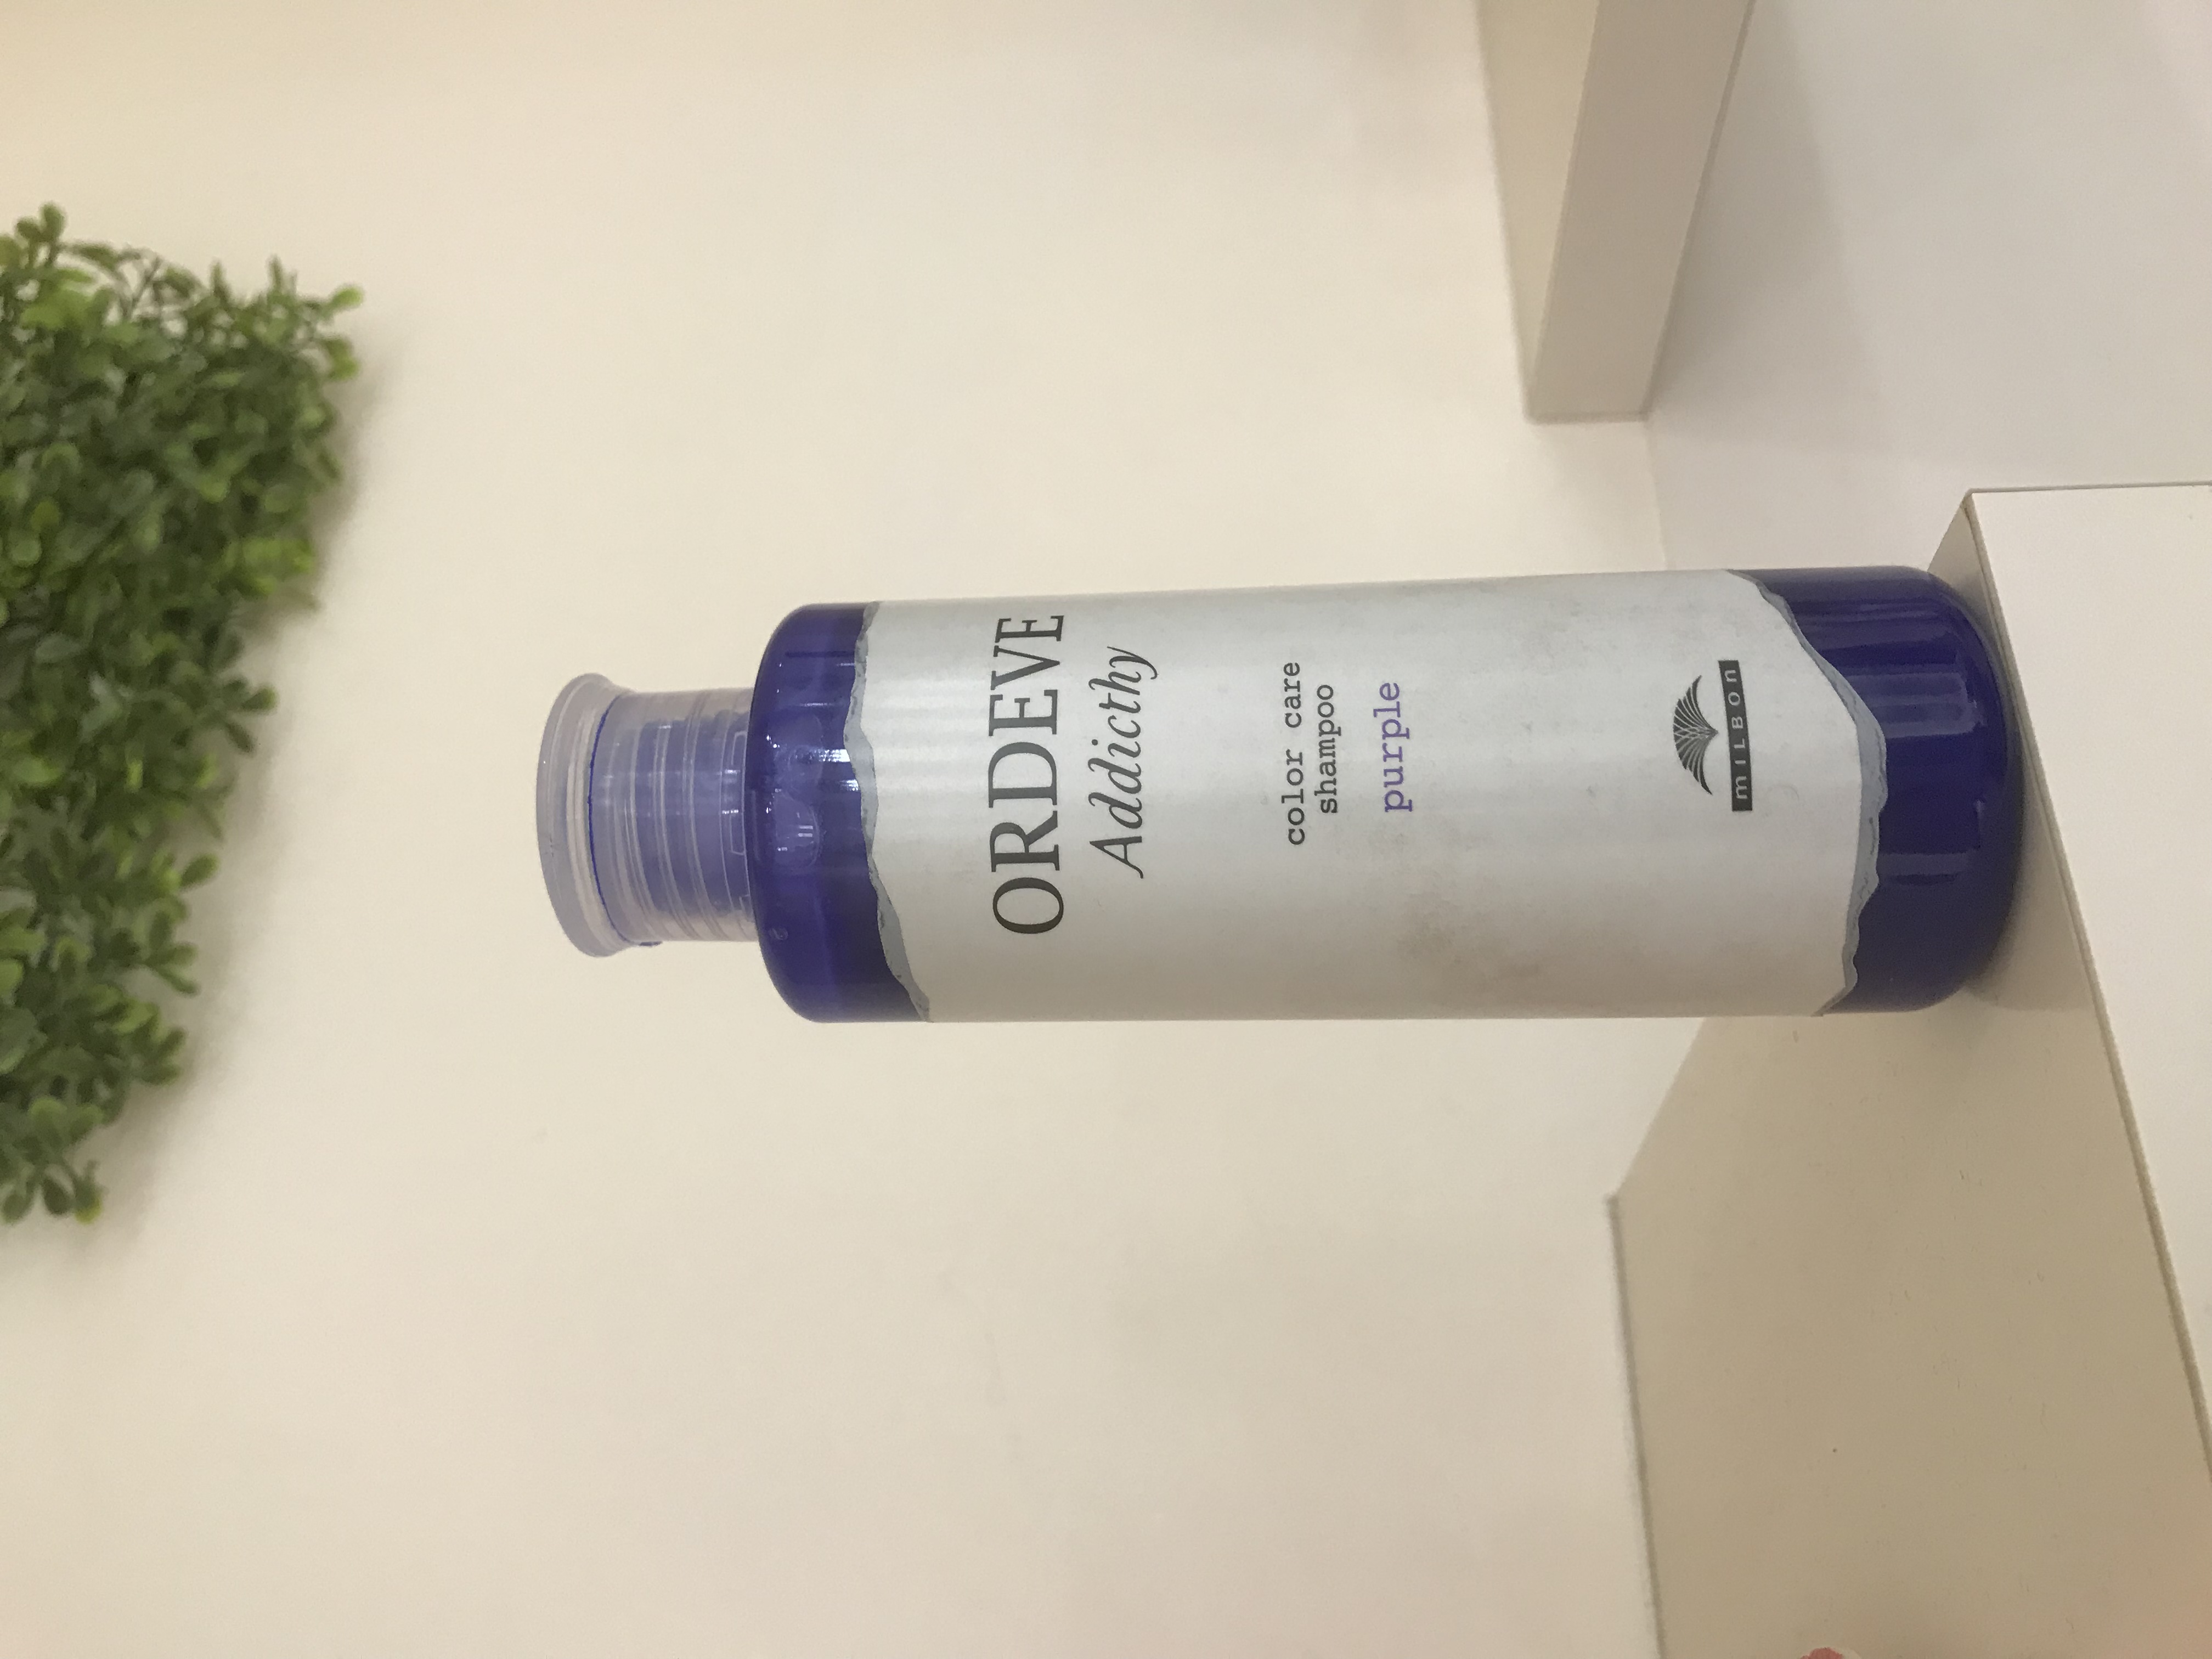 ORDEVE
Addicthy
color care
shampoo
purple
mILBon